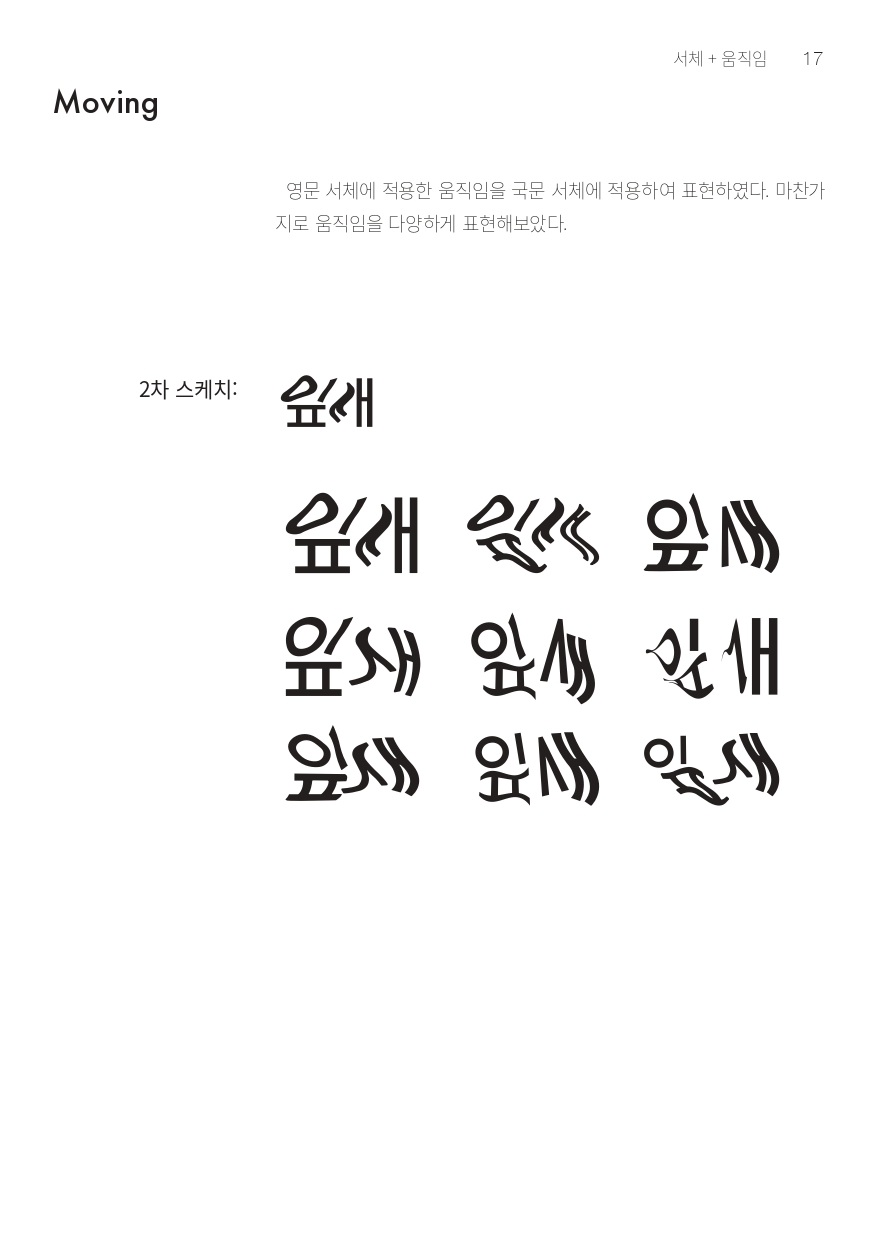 서체 + 움직임 17
Moving
영문 서체에 적용한 움직임을 국문 서체에 적용하여 표현하였다. 마찬가
지로 움직임을 다양하게 표현해보았다.
2차 스케치: 잎새
잎새 잎새 잎새
잎새 잎새 잎새
잎새 잎새 잎새